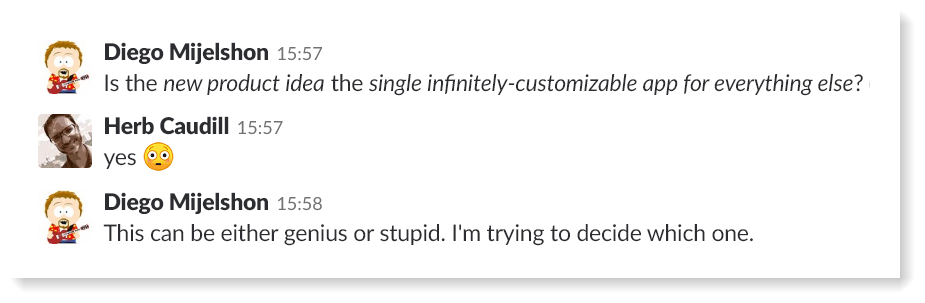 Diego Mijelshon 15:57
Is the new product idea the single infinitely-customizable app for everything else?
Herb Caudill 15:57
yes 😳
Diego Mijelshon 15:58
This can be either genius or stupid. I'm trying to decide which one.